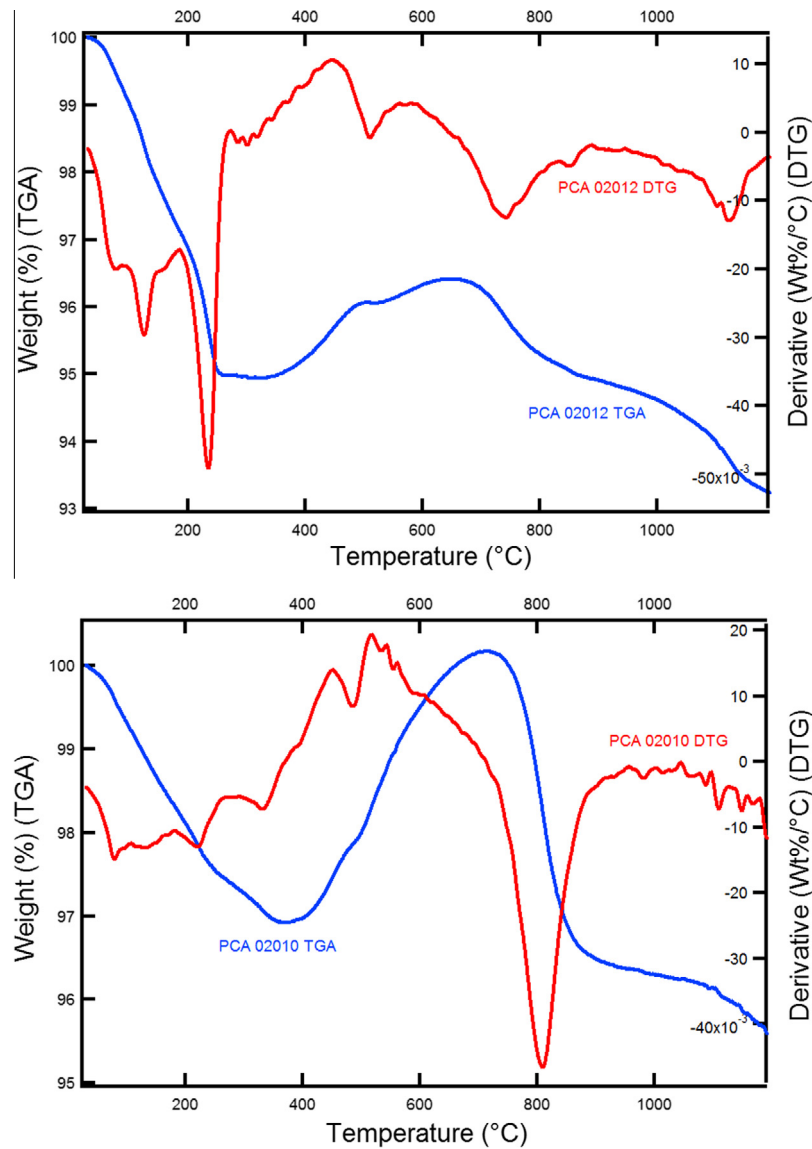 200 400 600 800 1000
100
99
98
97
96
95
94
93
Weight (%) (TGA)
10
0
-10
-20
-30
-40
-50x10-3
Derivative (Wt%/°C) (DTG)
PCA 02012 DTG
PCA 02012 TGA
200 400 600 800 1000
Temperature (°C)
200 400 600 800 1000
100
99
98
97
96
95
Weight (%) (TGA)
20
10
0
-10
-20
-30
-40x10-3
Derivative (Wt%/°C) (DTG)
PCA 02010 DTG
PCA 02010 TGA
200 400 600 800 1000
Temperature (°C)